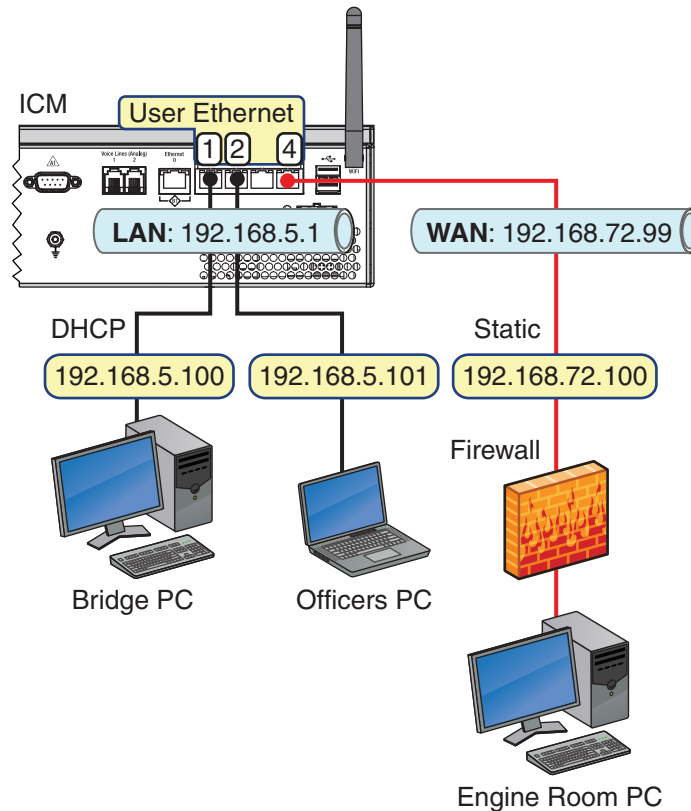 ICM
User Ethernet
1 2 4
Voice Lines (Analog)
1 2
Ethernet
0
WiFi
LAN: 192.168.5.1
WAN: 192.168.72.99
DHCP
Static
192.168.5.100
192.168.5.101
192.168.72.100
Firewall
Bridge PC
Officers PC
Engine Room PC